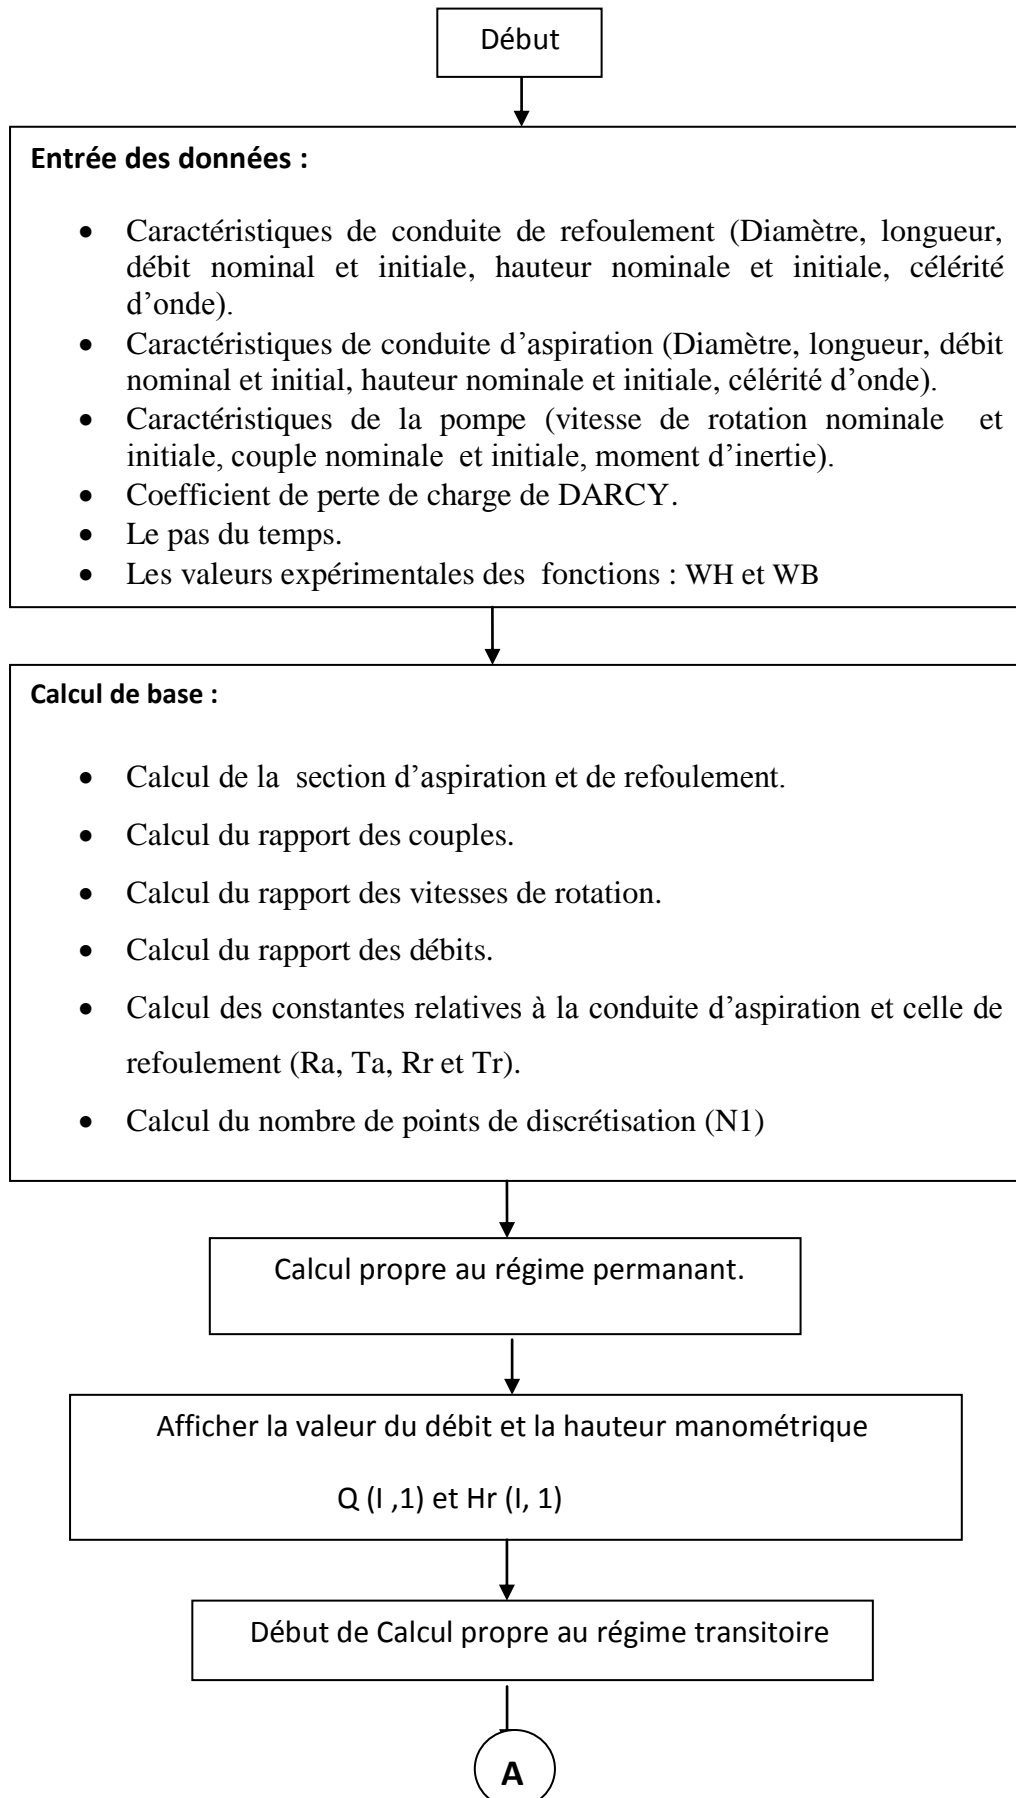 Début
Entrée des données :
• Caractéristiques de conduite de refoulement (Diamètre, longueur,
débit nominal et initiale, hauteur nominale et initiale, célérité
d’onde).
• Caractéristiques de conduite d’aspiration (Diamètre, longueur, débit
nominal et initial, hauteur nominale et initiale, célérité d’onde).
• Caractéristiques de la pompe (vitesse de rotation nominale et
initiale, couple nominale et initiale, moment d’inertie).
• Coefficient de perte de charge de DARCY.
• Le pas du temps.
• Les valeurs expérimentales des fonctions : WH et WB
Calcul de base :
• Calcul de la section d’aspiration et de refoulement.
• Calcul du rapport des couples.
• Calcul du rapport des vitesses de rotation.
• Calcul du rapport des débits.
• Calcul des constantes relatives à la conduite d’aspiration et celle de
refoulement (Ra, Ta, Rr et Tr).
• Calcul du nombre de points de discrétisation (N1)
Calcul propre au régime permanant.
Afficher la valeur du débit et la hauteur manométrique
Q (I ,1) et Hr (I, 1)
Début de Calcul propre au régime transitoire
A